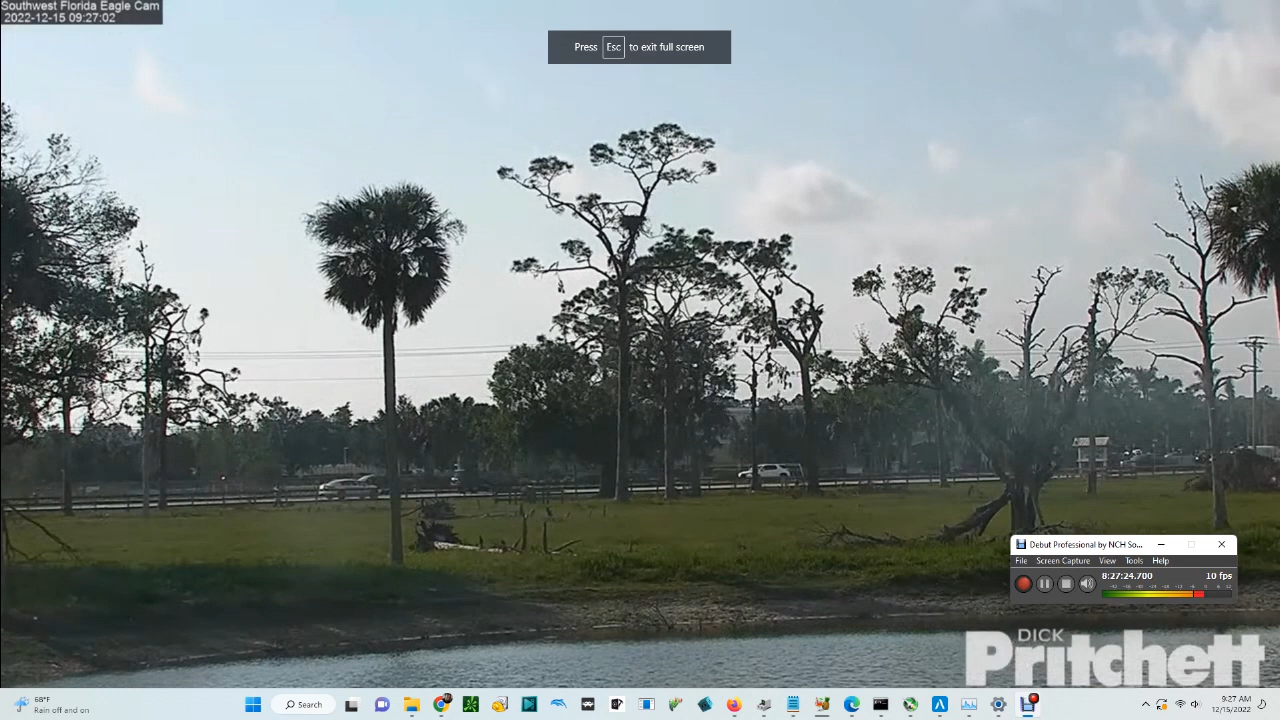 Southwest Florida Eagle Cam
2022-12-15 09:27:02
Press Esc to exit full screen
Debut Professional by NCH So...
File Screen Capture View Tools Help
8:27:24.700 10 fps
DICK
Pritchett
68°F
Rain off and on
Search
9:27 AM
12/15/2022